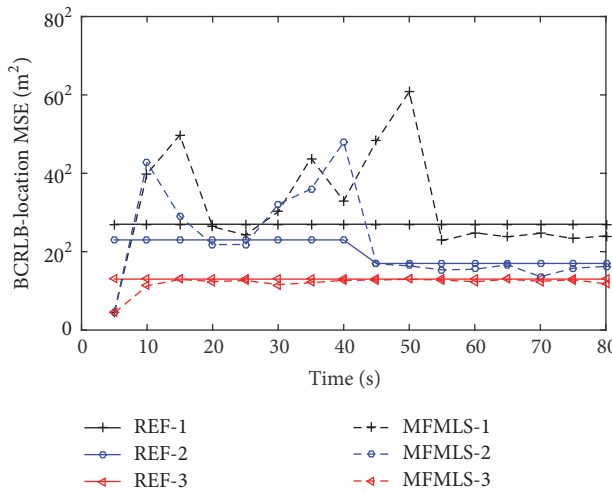 BCRLB-location MSE (m²)
80²
60²
40²
20²
0
0 10 20 30 40 50 60 70 80
Time (s)
REF-1 MFMLS-1
REF-2 MFMLS-2
REF-3 MFMLS-3